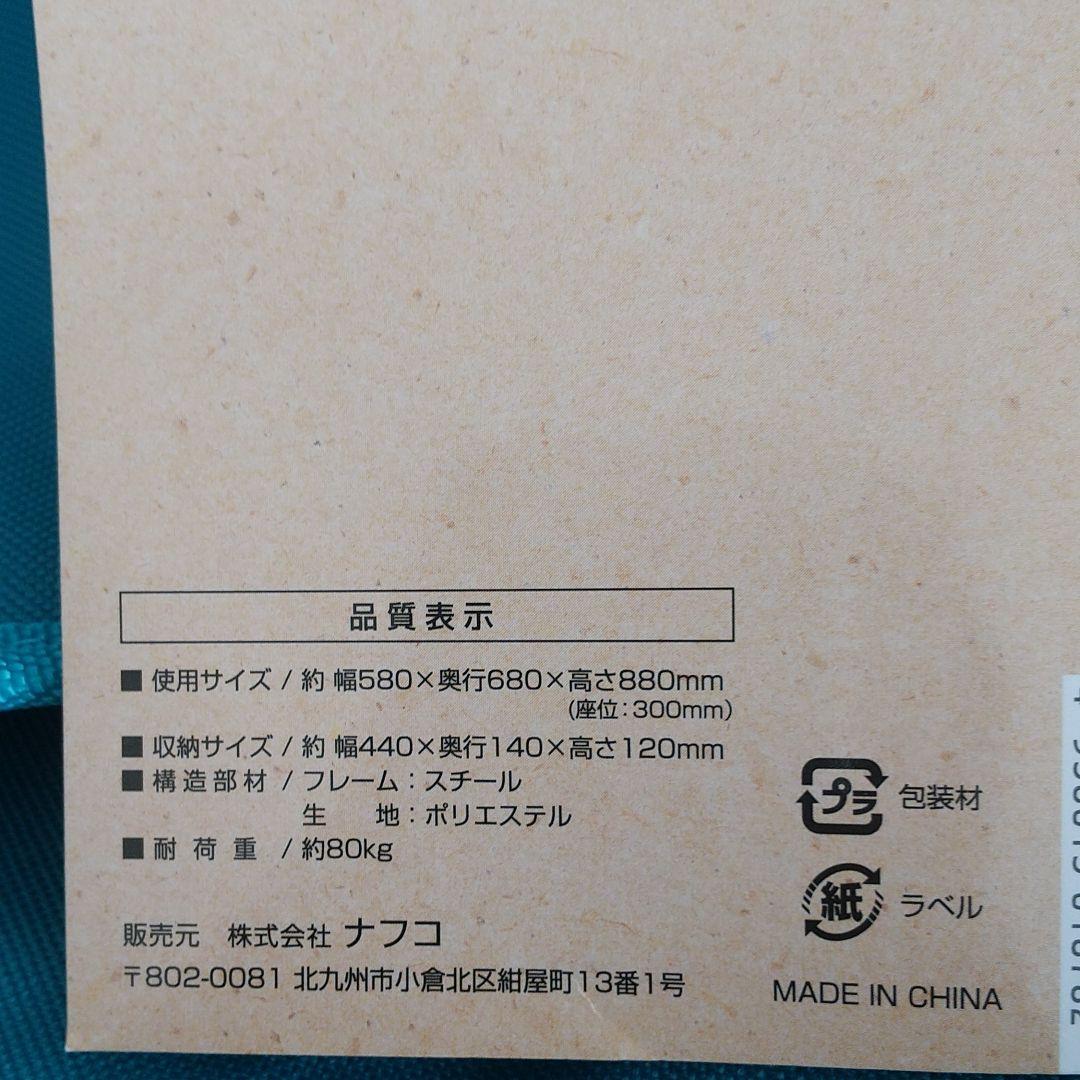 品質表示
■ 使用サイズ / 約 幅580×奥行680×高さ880mm
(座位：300mm)
■ 収納サイズ / 約 幅440×奥行140×高さ120mm
■ 構造部材 / フレーム：スチール
生 地：ポリエステル
■ 耐荷重 / 約80kg
販売元 株式会社 ナフコ
〒802-0081 北九州市小倉北区紺屋町13番1号
プラ 包装材
紙 ラベル
MADE IN CHINA